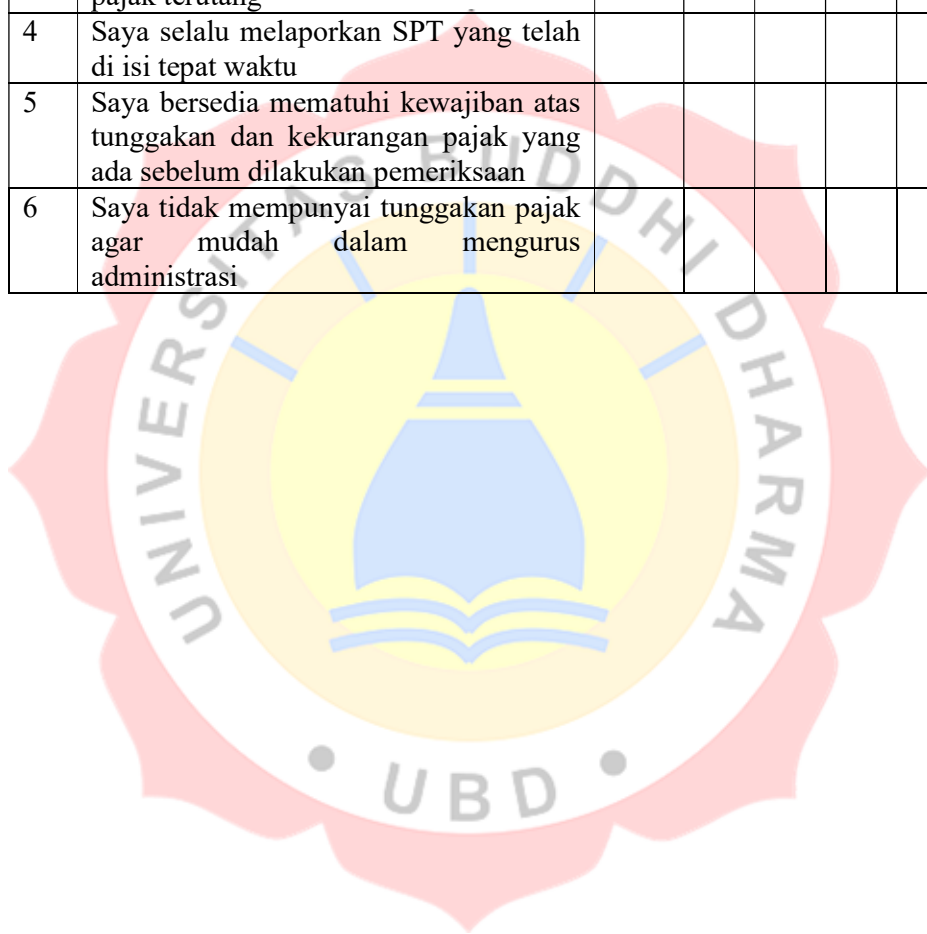 pajak terutang
4 Saya selalu melaporkan SPT yang telah
di isi tepat waktu
5 Saya bersedia mematuhi kewajiban atas
tunggakan dan kekurangan pajak yang
ada sebelum dilakukan pemeriksaan
6 Saya tidak mempunyai tunggakan pajak
agar mudah dalam mengurus
administrasi
UNIVERSITAS BUDDHI DHARMA
• UBD •